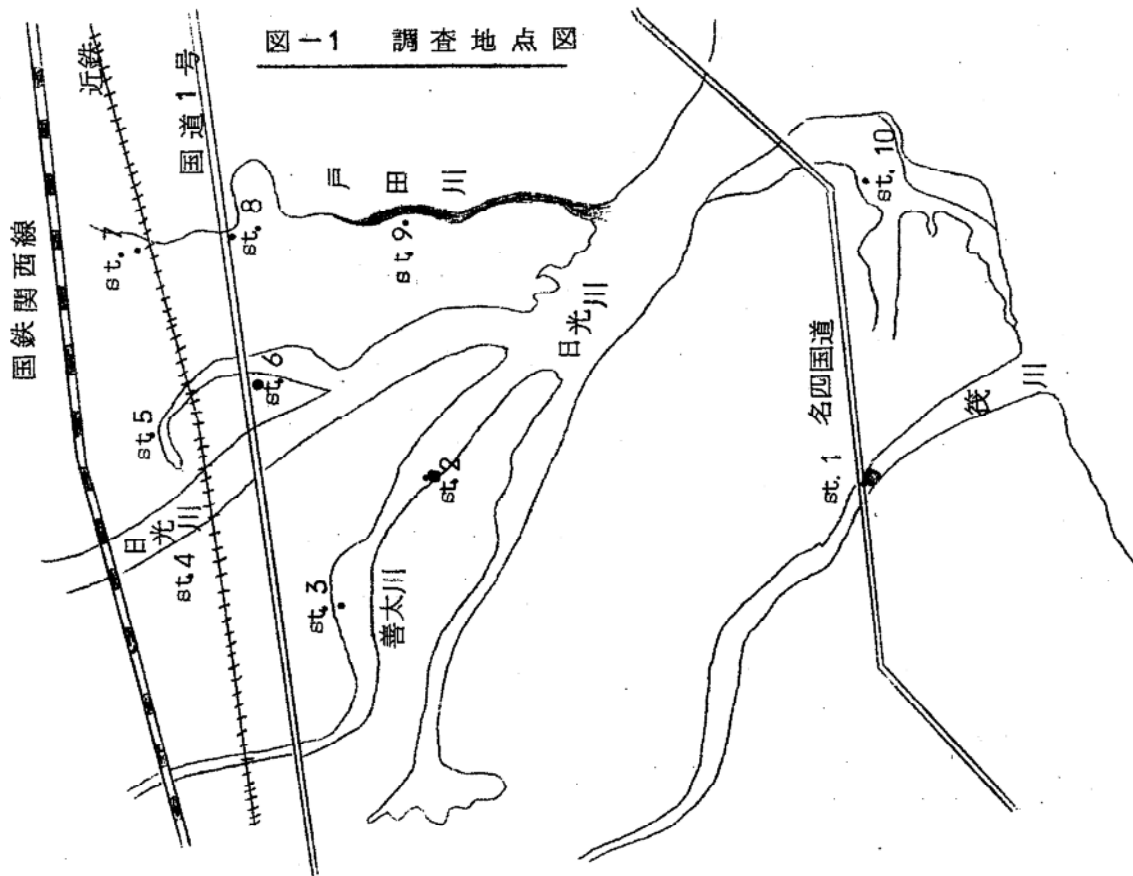 図-1 調査地点図
国鉄関西線
近鉄
国道1号
戸田川
st.7
st.8
st.9
st.10
st.5
st.6
日光川
st.4
日光川
st.2
st.3
善太川
名四国道
st.1
筏川